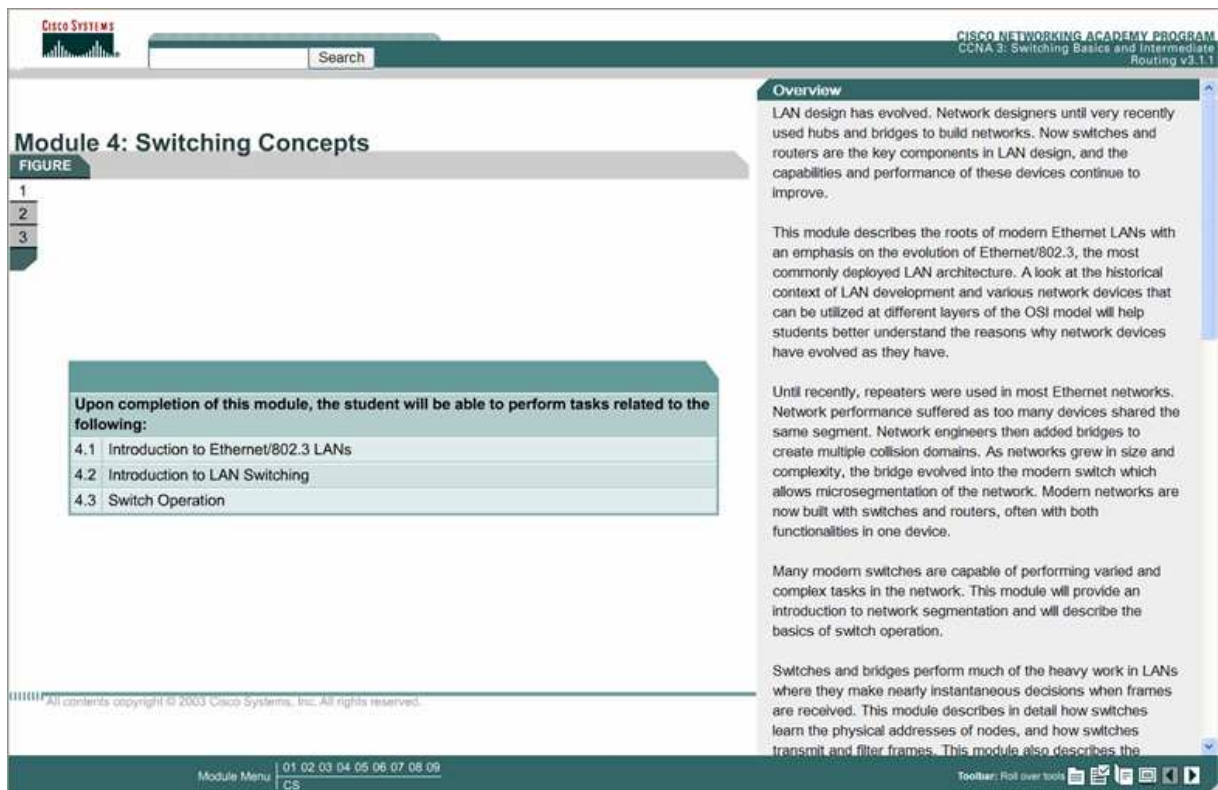 CISCO SYSTEMS
Search
CISCO NETWORKING ACADEMY PROGRAM
CCNA 3: Switching Basics and Intermediate
Routing v3.1.1
Module 4: Switching Concepts
FIGURE
1
2
3
Upon completion of this module, the student will be able to perform tasks related to the
following:
4.1 Introduction to Ethernet/802.3 LANs
4.2 Introduction to LAN Switching
4.3 Switch Operation
All contents copyright © 2003 Cisco Systems, Inc. All rights reserved.
Overview
LAN design has evolved. Network designers until very recently
used hubs and bridges to build networks. Now switches and
routers are the key components in LAN design, and the
capabilities and performance of these devices continue to
improve.
This module describes the roots of modern Ethernet LANs with
an emphasis on the evolution of Ethernet/802.3, the most
commonly deployed LAN architecture. A look at the historical
context of LAN development and various network devices that
can be utilized at different layers of the OSI model will help
students better understand the reasons why network devices
have evolved as they have.
Until recently, repeaters were used in most Ethernet networks.
Network performance suffered as too many devices shared the
same segment. Network engineers then added bridges to
create multiple collision domains. As networks grew in size and
complexity, the bridge evolved into the modern switch which
allows microsegmentation of the network. Modern networks are
now built with switches and routers, often with both
functionalities in one device.
Many modern switches are capable of performing varied and
complex tasks in the network. This module will provide an
introduction to network segmentation and will describe the
basics of switch operation.
Switches and bridges perform much of the heavy work in LANs
where they make nearly instantaneous decisions when frames
are received. This module describes in detail how switches
learn the physical addresses of nodes, and how switches
transmit and filter frames. This module also describes the
Module Menu
01 02 03 04 05 06 07 08 09
CS
Toolbar: Roll over tools